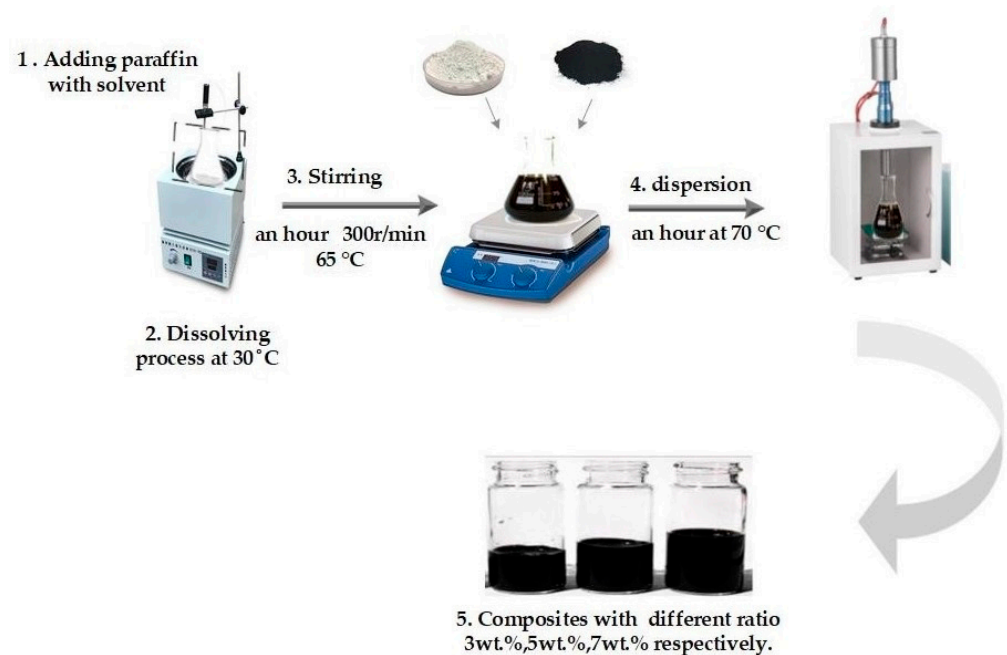 1 . Adding paraffin
with solvent
2. Dissolving
process at 30˚C
3. Stirring
an hour 300r/min
65 °C
4. dispersion
an hour at 70 °C
5. Composites with different ratio
3wt.%,5wt.%,7wt.% respectively.